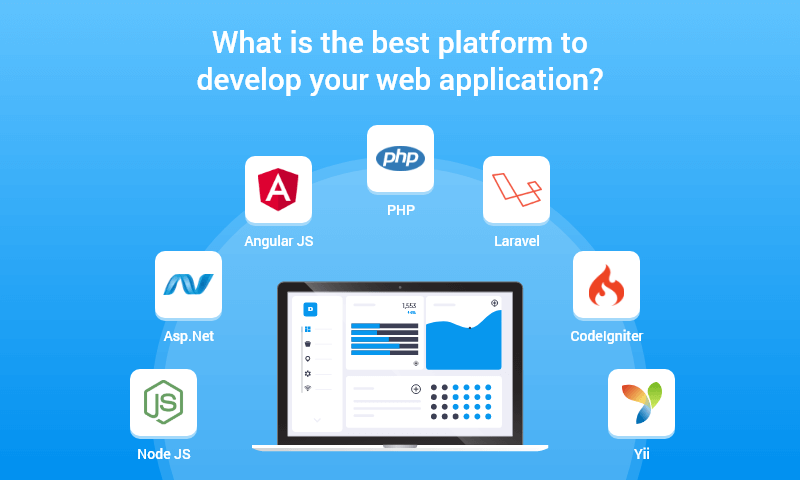 What is the best platform to
develop your web application?
php
PHP
A
Angular JS
Laravel
Asp.Net
CodeIgniter
JS
Node JS
Yii
1,553